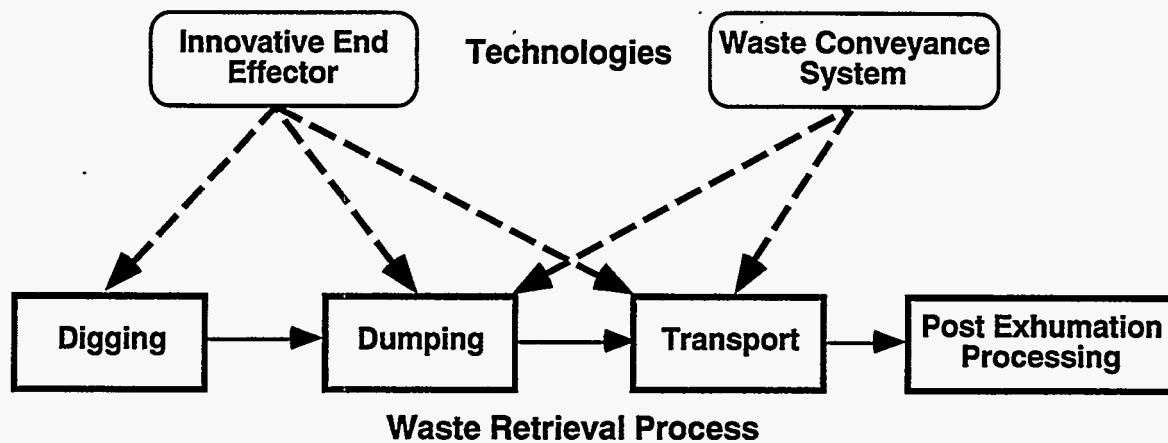 Innovative End
Effector
Technologies
Waste Conveyance
System
Digging
Dumping
Transport
Post Exhumation
Processing
Waste Retrieval Process